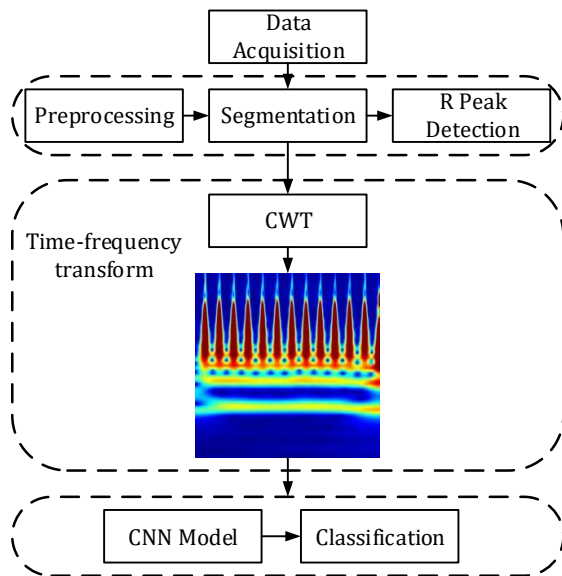 Data
Acquisition
Preprocessing
Segmentation
R Peak
Detection
CWT
Time-frequency
transform
CNN Model
Classification